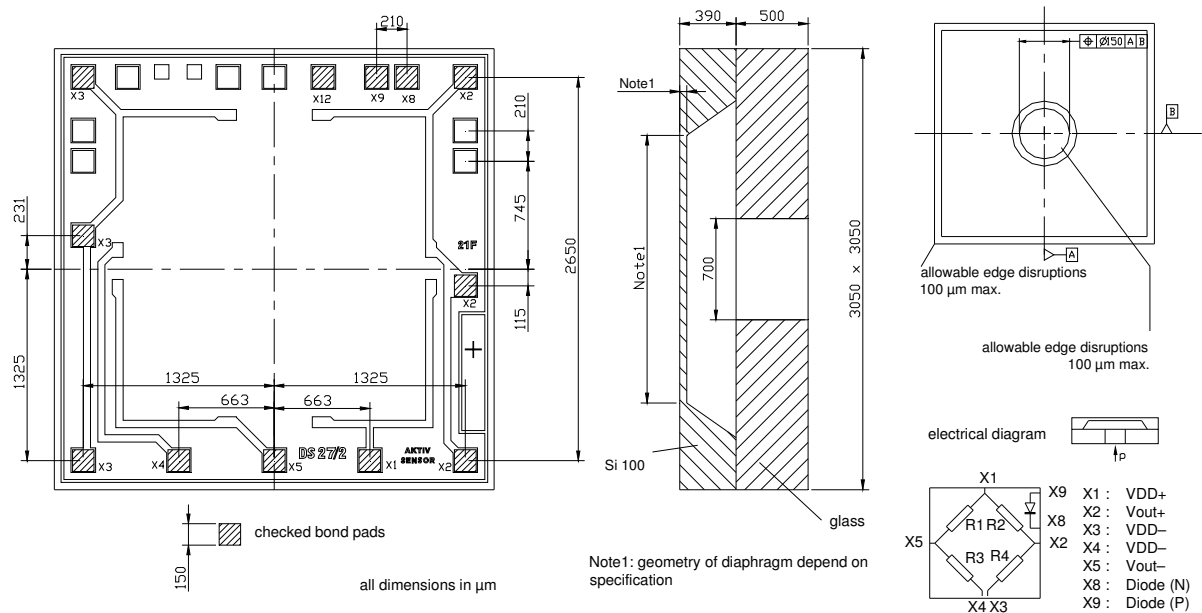 210
X3
X12
X9
X8
X2
210
231
745
2650
X3
21F
X2
115
1325
1325
1325
663
663
DS 27/2
AKTIV
SENSOR
X3
X4
X5
X1
X2
150
checked bond pads
all dimensions in µm
390
500
Note1
Note1
700
3050 × 3050
Si 100
glass
Note1: geometry of diaphragm depend on
specification
⌖ Ø150 A B
B
A
allowable edge disruptions
100 µm max.
allowable edge disruptions
100 µm max.
electrical diagram
P
X1
X9
X8
R1
R2
X5
X2
R3
R4
X4 X3
X1 : VDD+
X2 : Vout+
X3 : VDD–
X4 : VDD–
X5 : Vout–
X8 : Diode (N)
X9 : Diode (P)